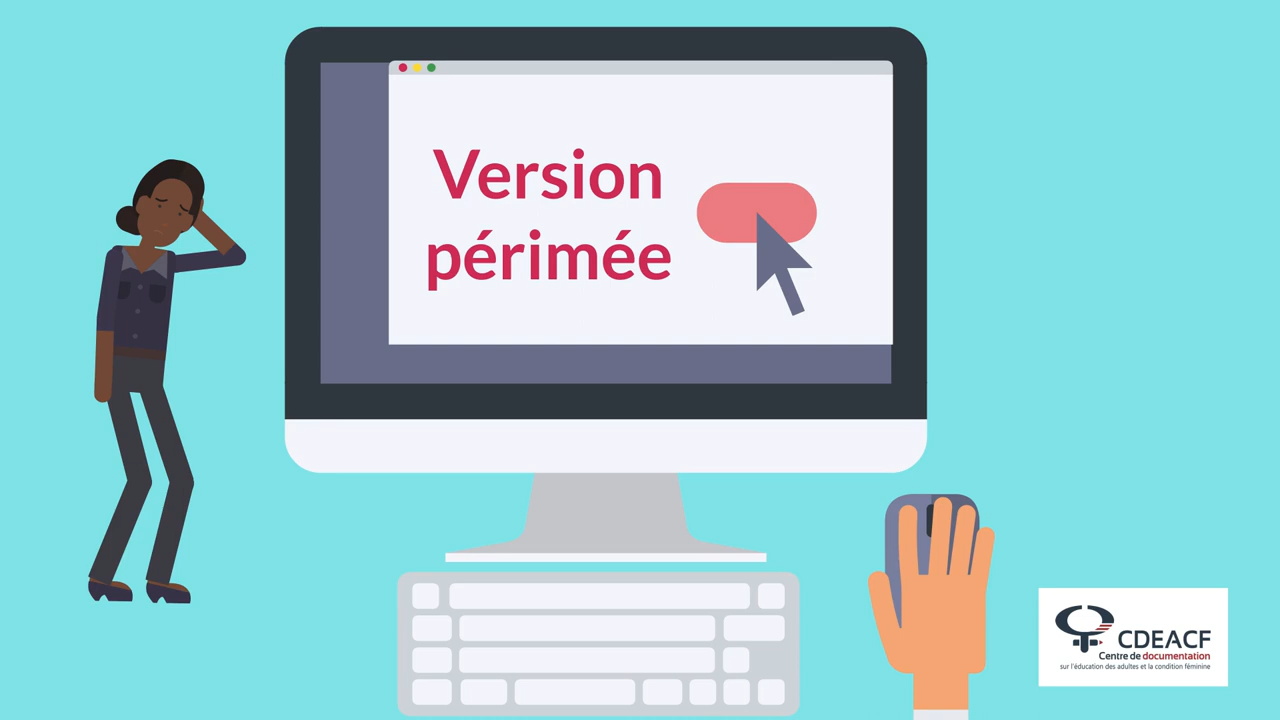 Version
périmée
CDEACF
Centre de documentation
sur l'éducation des adultes et la condition féminine